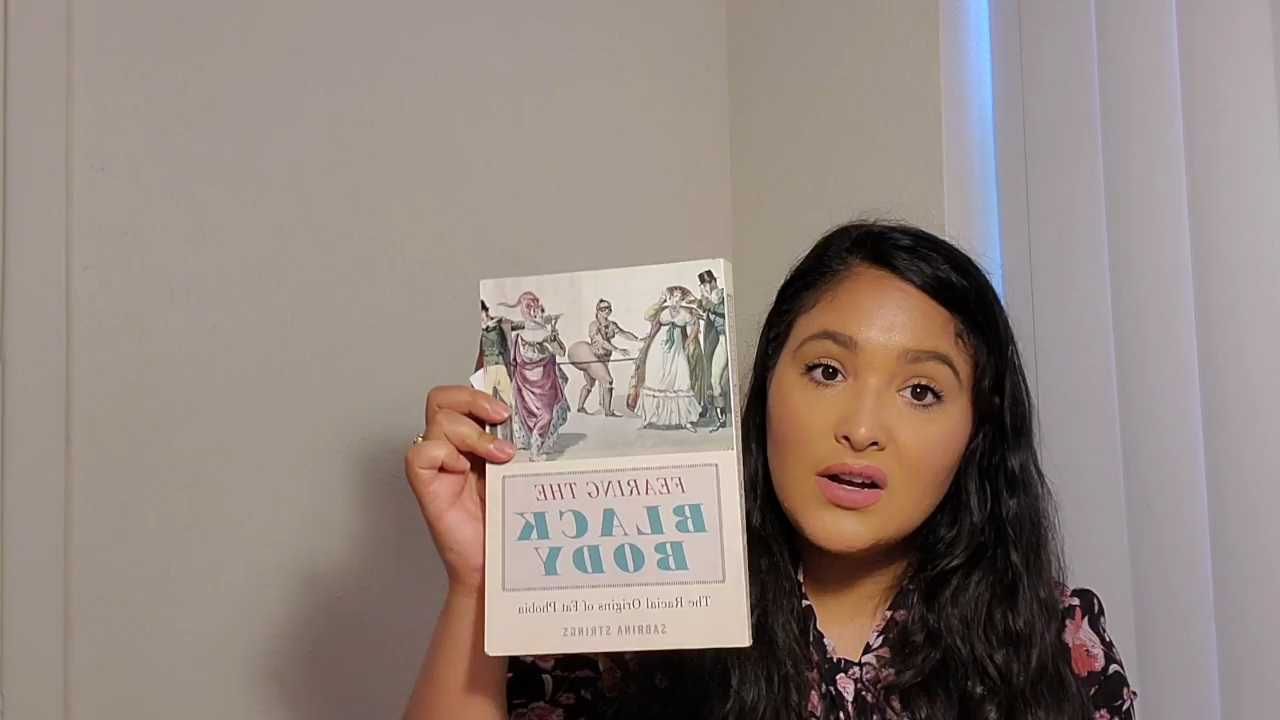 FEARING THE
BLACK
BODY
The Racial Origins of Fat Phobia
SABRINA STRINGS